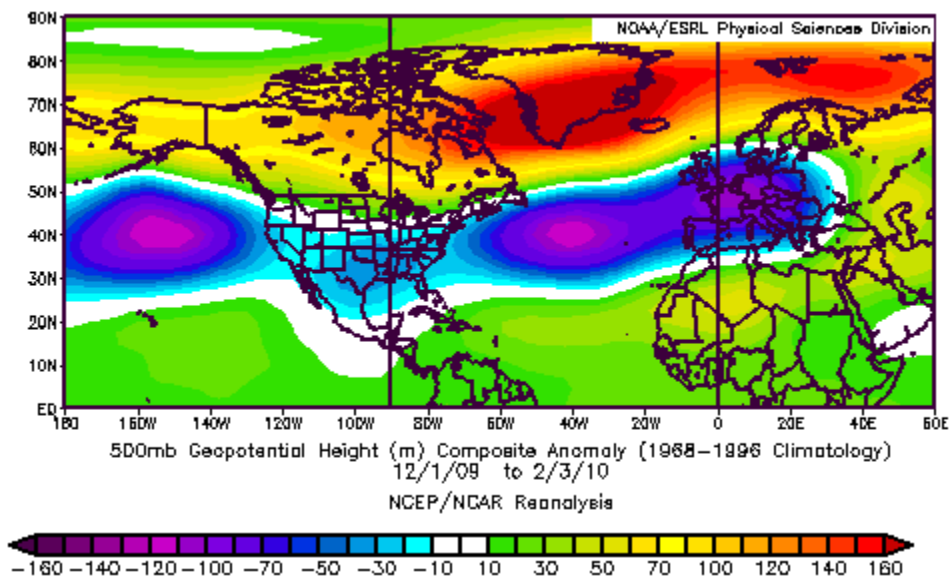 90N
NOAA/ESRL Physical Sciences Division
80N
70N
60N
50N
40N
30N
20N
10N
EQ
180 160W 140W 120W 100W 80W 60W 40W 20W 0 20E 40E 60E
500mb Geopotential Height (m) Composite Anomaly (1968-1996 Climatology)
12/1/09 to 2/3/10
NCEP/NCAR Reanalysis
-160 -140 -120 -100 -70 -50 -30 -10 10 30 50 70 100 120 140 160